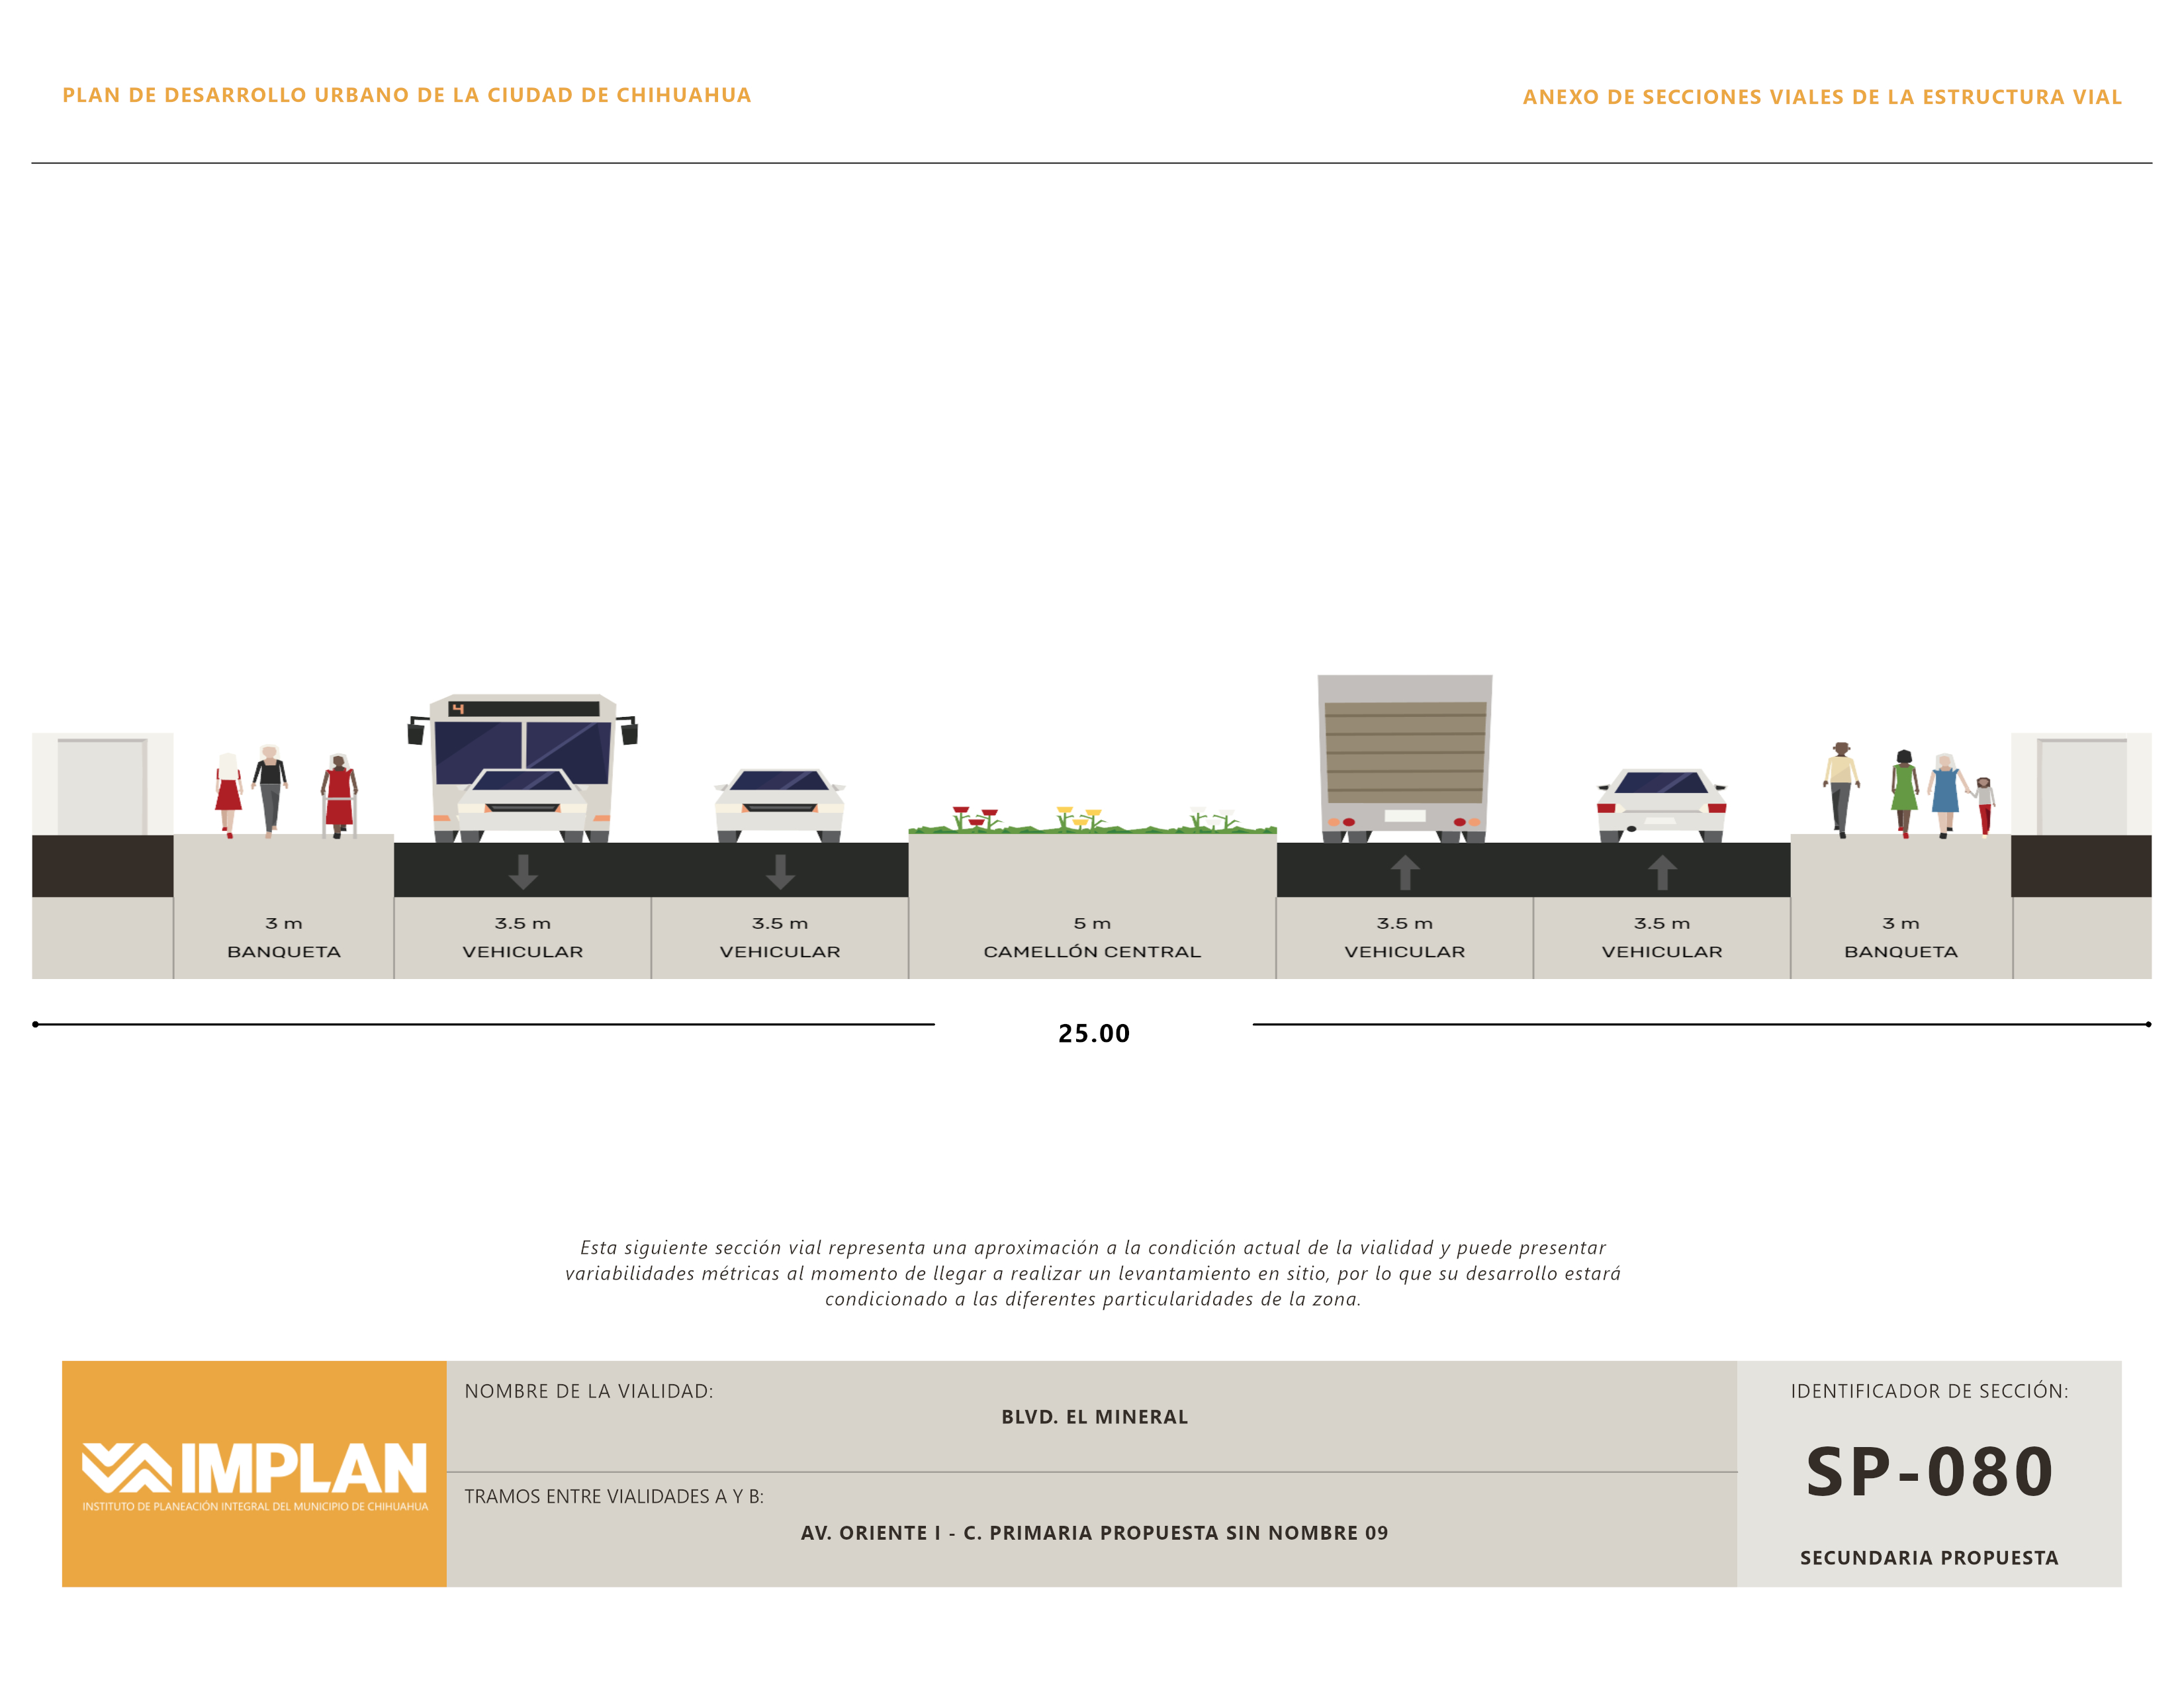 PLAN DE DESARROLLO URBANO DE LA CIUDAD DE CHIHUAHUA
ANEXO DE SECCIONES VIALES DE LA ESTRUCTURA VIAL
4
3 m
BANQUETA
3.5 m
VEHICULAR
3.5 m
VEHICULAR
5 m
CAMELLÓN CENTRAL
3.5 m
VEHICULAR
3.5 m
VEHICULAR
3 m
BANQUETA
25.00
Esta siguiente sección vial representa una aproximación a la condición actual de la vialidad y puede presentar
variabilidades métricas al momento de llegar a realizar un levantamiento en sitio, por lo que su desarrollo estará
condicionado a las diferentes particularidades de la zona.
IMPLAN
INSTITUTO DE PLANEACIÓN INTEGRAL DEL MUNICIPIO DE CHIHUAHUA
NOMBRE DE LA VIALIDAD:
BLVD. EL MINERAL
TRAMOS ENTRE VIALIDADES A Y B:
AV. ORIENTE I - C. PRIMARIA PROPUESTA SIN NOMBRE 09
IDENTIFICADOR DE SECCIÓN:
SP-080
SECUNDARIA PROPUESTA